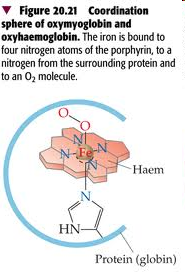 ▼ Figure 20.21 Coordination
sphere of oxymyoglobin and
oxyhaemoglobin. The iron is bound to
four nitrogen atoms of the porphyrin, to a
nitrogen from the surrounding protein and
to an O₂ molecule.
O
O
N N
Fe
N N
Haem
N
HN
Protein (globin)